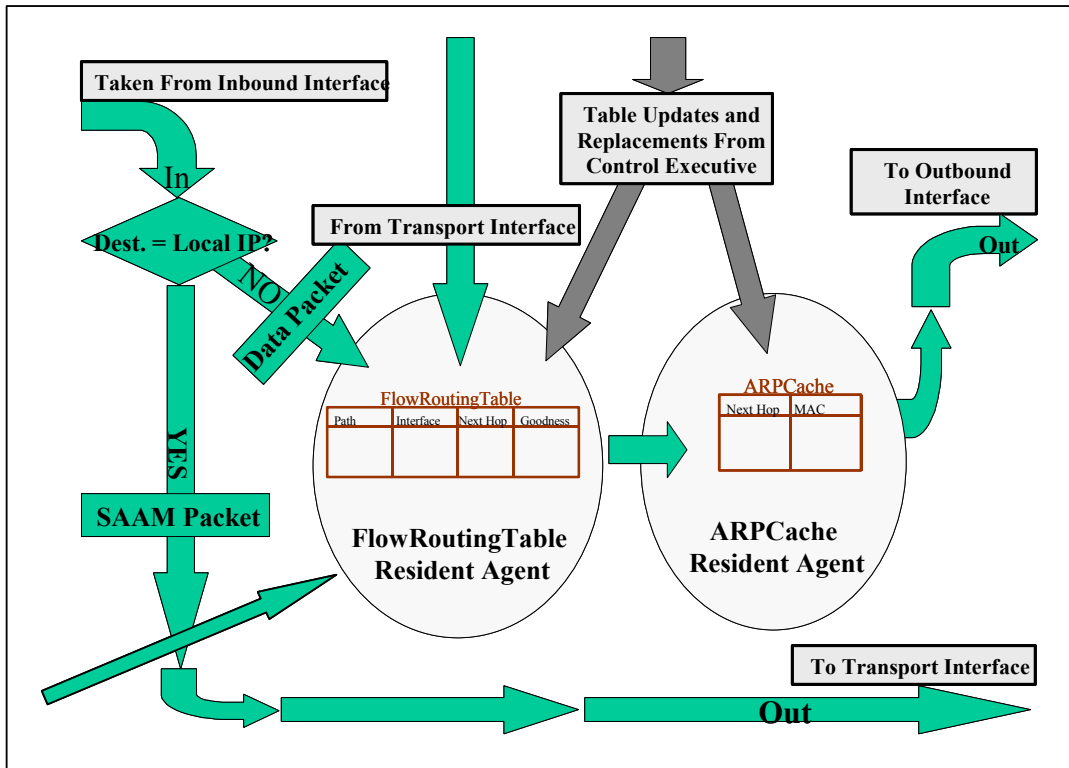 Taken From Inbound Interface
Table Updates and
Replacements From
Control Executive
To Outbound
Interface
In
From Transport Interface
Out
Dest. = Local IP?
NO
Data Packet
FlowRoutingTable
Path Interface Next Hop Goodness
ARPCache
Next Hop MAC
YES
SAAM Packet
FlowRoutingTable
Resident Agent
ARPCache
Resident Agent
To Transport Interface
Out